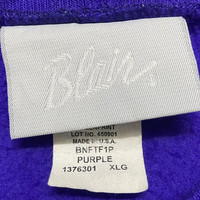 Blair
LOT NO. 450901
MADE IN U.S.A.
BNFTF1P
PURPLE
1376301 XLG